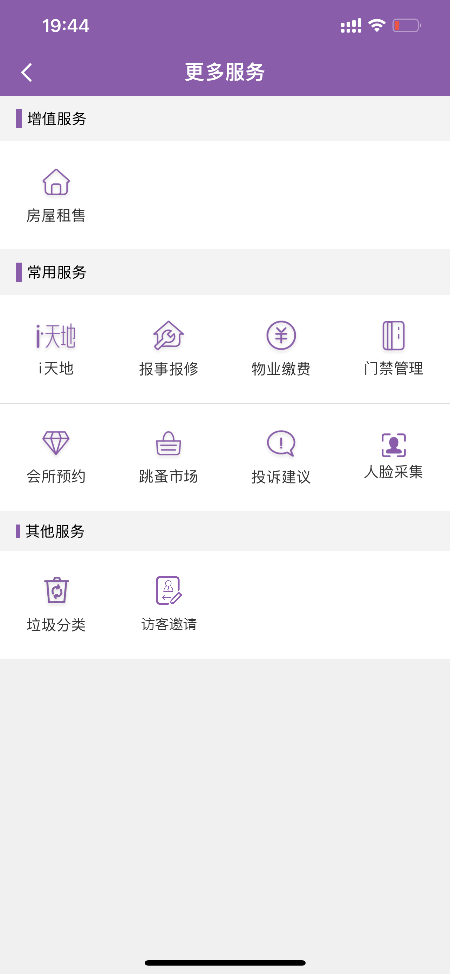 19:44
更多服务
增值服务
房屋租售
常用服务
i天地
i天地 报事报修 物业缴费 门禁管理
会所预约 跳蚤市场 投诉建议 人脸采集
其他服务
垃圾分类 访客邀请